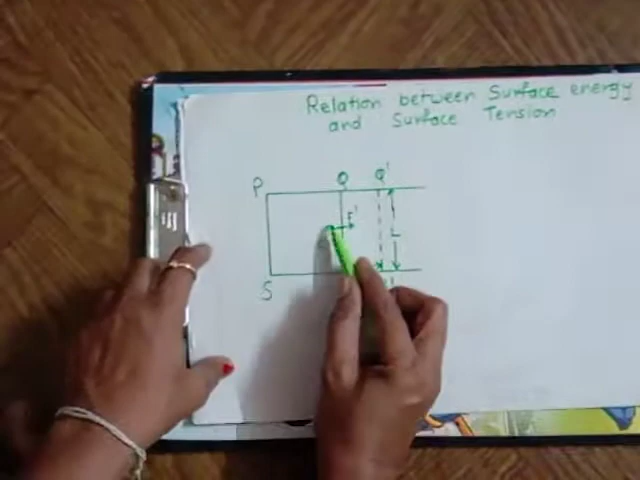 Relation between Surface energy
and Surface Tension
P Q Q'
F'
L
S